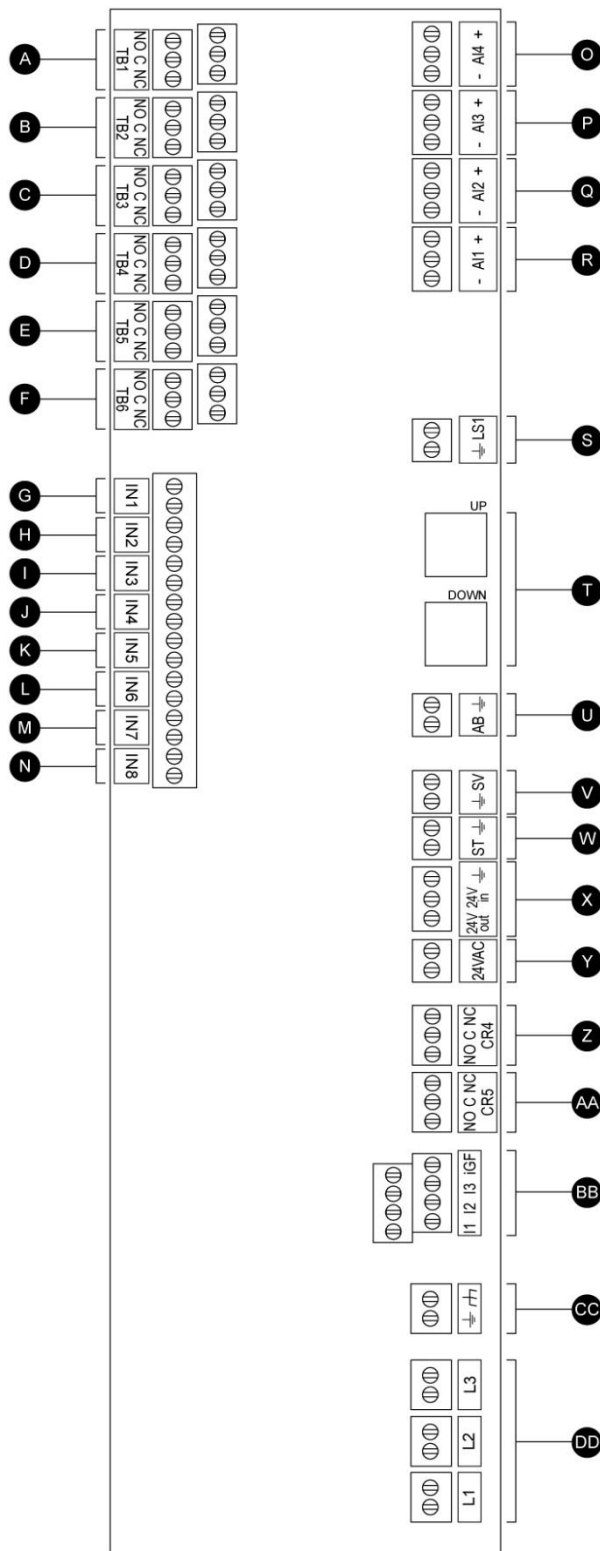 A
NO C NC
TB1
B
NO C NC
TB2
C
NO C NC
TB3
D
NO C NC
TB4
E
NO C NC
TB5
F
NO C NC
TB6
G
IN1
H
IN2
I
IN3
J
IN4
K
IN5
L
IN6
M
IN7
N
IN8
- AI4 +
O
- AI3 +
P
- AI2 +
Q
- AI1 +
R
LS1
S
UP
DOWN
T
AB
U
SV
V
ST
W
24V 24V
out in
X
24VAC
Y
NO C NC
CR4
Z
NO C NC
CR5
AA
I1 I2 I3 iGF
BB
CC
L3
L2
L1
DD